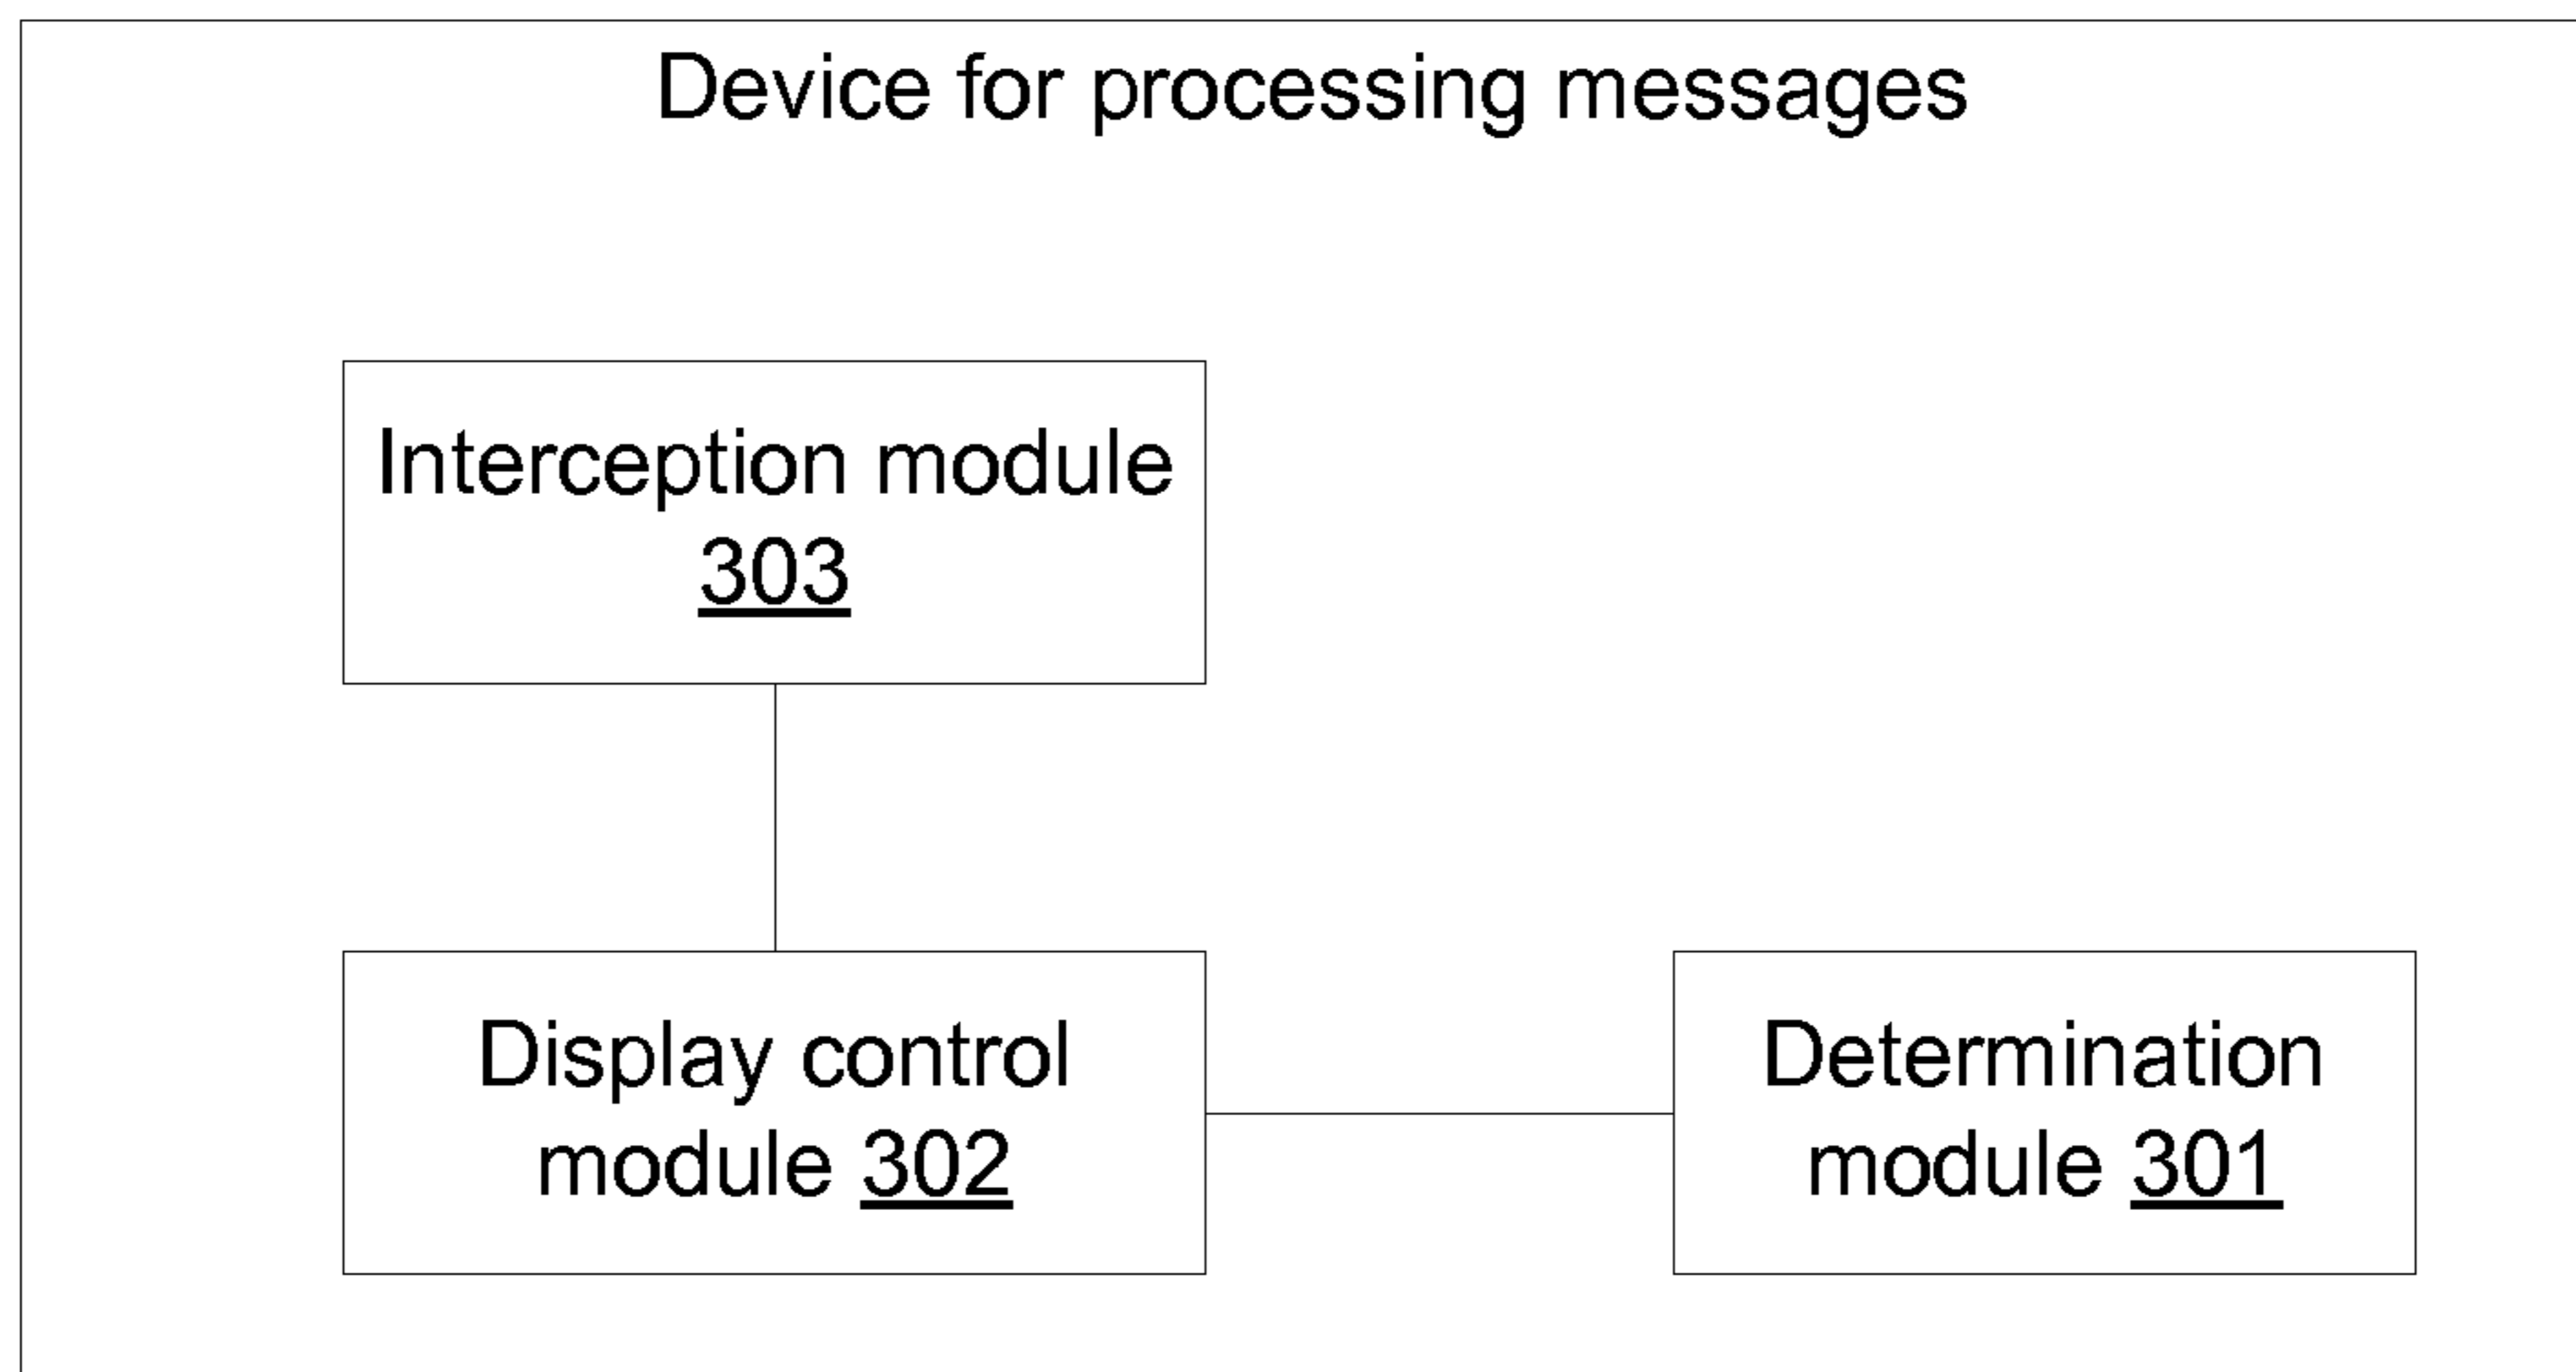 Device for processing messages
Interception module
303
Display control
module 302
Determination
module 301